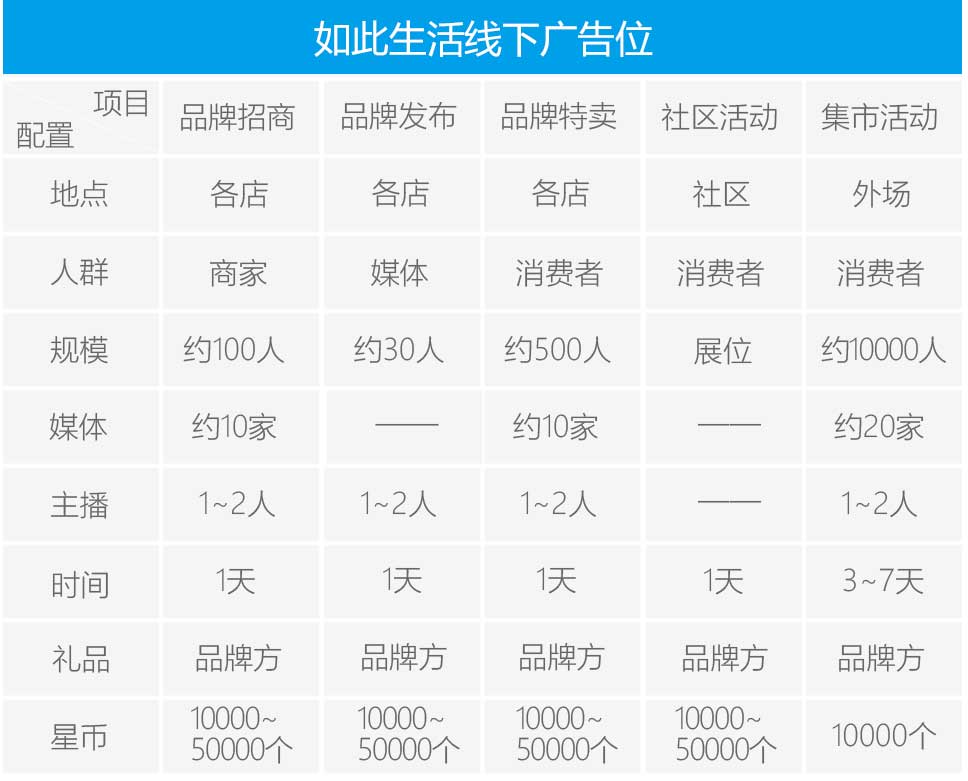 如此生活线下广告位
项目
配置 品牌招商 品牌发布 品牌特卖 社区活动 集市活动
地点 各店 各店 各店 社区 外场
人群 商家 媒体 消费者 消费者 消费者
规模 约100人 约30人 约500人 展位 约10000人
媒体 约10家 —— 约10家 —— 约20家
主播 1~2人 1~2人 1~2人 —— 1~2人
时间 1天 1天 1天 1天 3~7天
礼品 品牌方 品牌方 品牌方 品牌方 品牌方
10000~ 10000~ 10000~ 10000~
星币 50000个 50000个 50000个 50000个 10000个